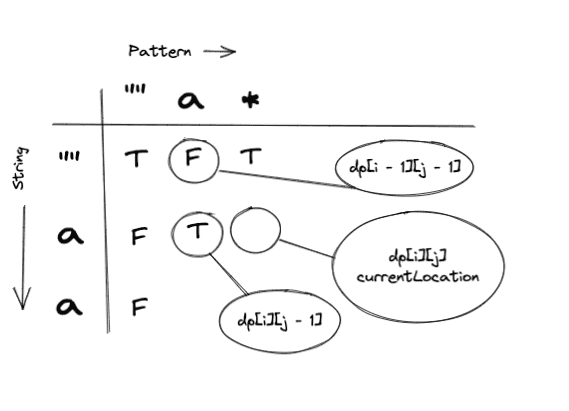 Pattern
"" a *
String
"" T F T
dp[i - 1][j - 1]
a F T
dp[i][j]
currentLocation
a F
dp[i][j - 1]